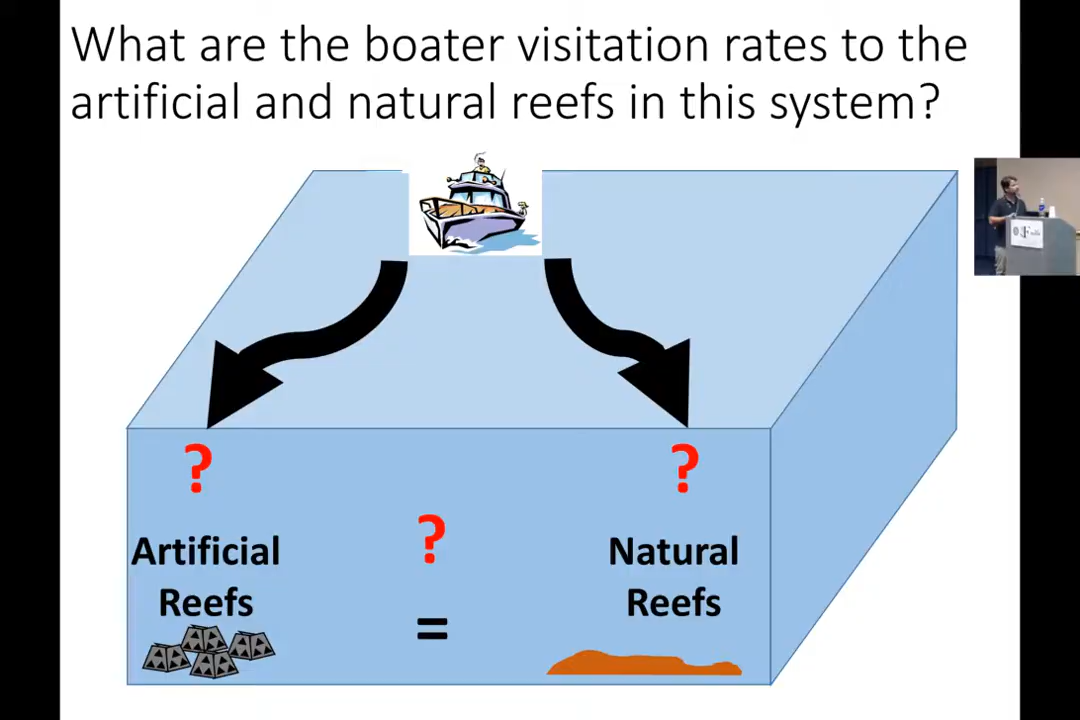 What are the boater visitation rates to the
artificial and natural reefs in this system?
?
?
?
Artificial
Reefs
=
Natural
Reefs